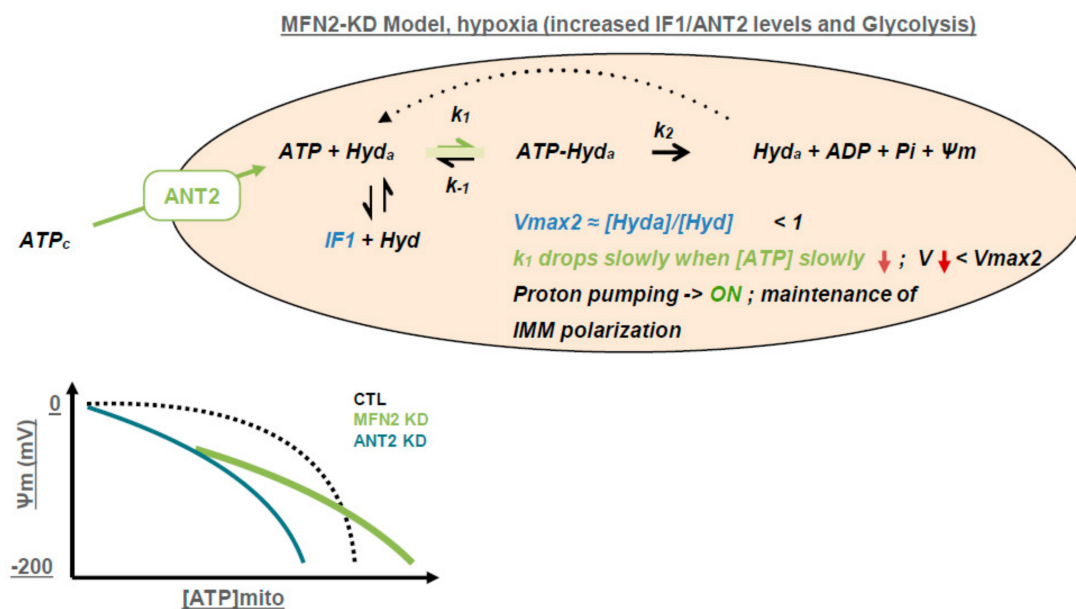 MFN2-KD Model, hypoxia (increased IF1/ANT2 levels and Glycolysis)
k1
ATP + Hyda
ATP-Hyda
k2
Hyda + ADP + Pi + Ψm
k-1
ANT2
ATPc
IF1 + Hyd
Vmax2 ≈ [Hyda]/[Hyd] < 1
k1 drops slowly when [ATP] slowly ↓ ; V ↓ < Vmax2
Proton pumping -> ON ; maintenance of
IMM polarization
0
Ψm (mV)
-200
CTL
MFN2 KD
ANT2 KD
[ATP]mito